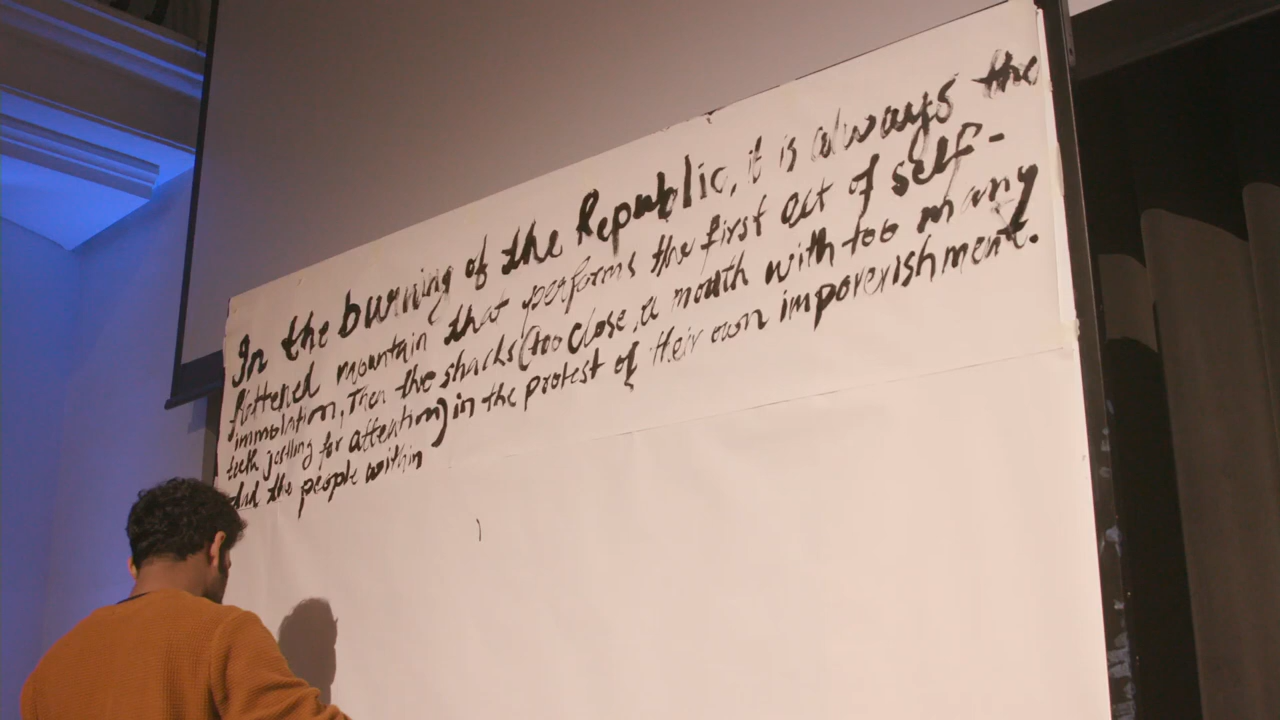 In the burning of the Republic, it is always the
flattened mountain that performs the first act of self-
immolation, Then the shacks (too close, a mouth with too many
teeth jostling for attention) in the protest of their own impoverishment.
And the people within